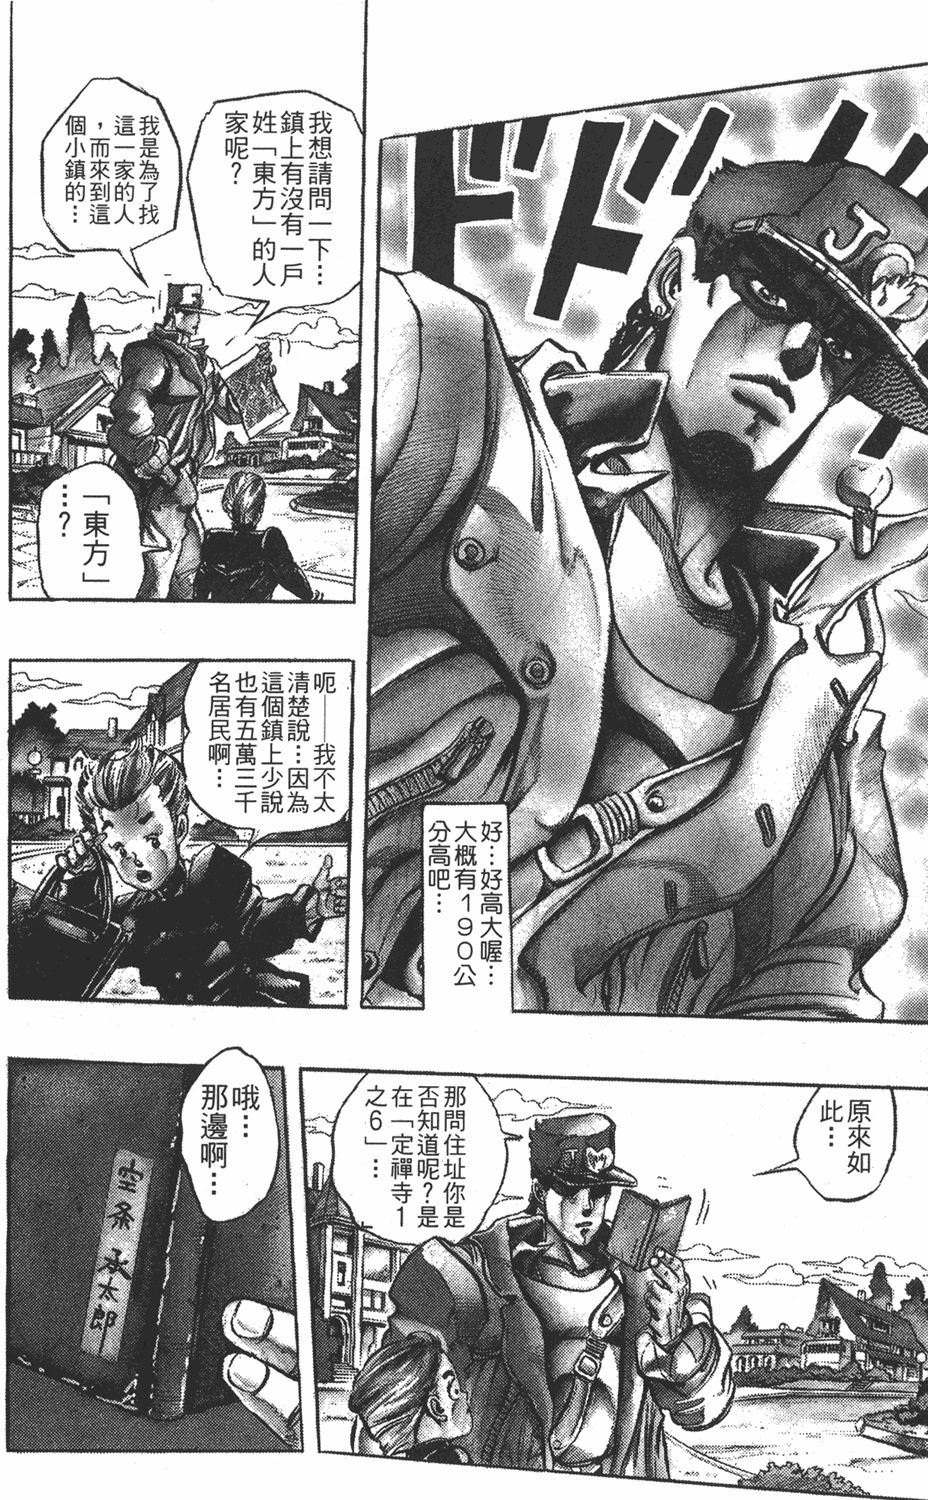 ドドド
J
好…好高大喔…
大概有190公
分高吧…
我想請問一下…
鎮上有沒有一戶
姓「東方」的人
家呢？
我是為了找
這一家的人
，而來到這
個小鎮的…
「東方」
…？
呃——我不太
清楚說…因為
這個鎮上少說
也有五萬三千
名居民啊…
原來如
此…
那問住址你是
否知道呢？是
在「定禪寺1
之6」…
J
哦…
那邊啊…
空条承太郎